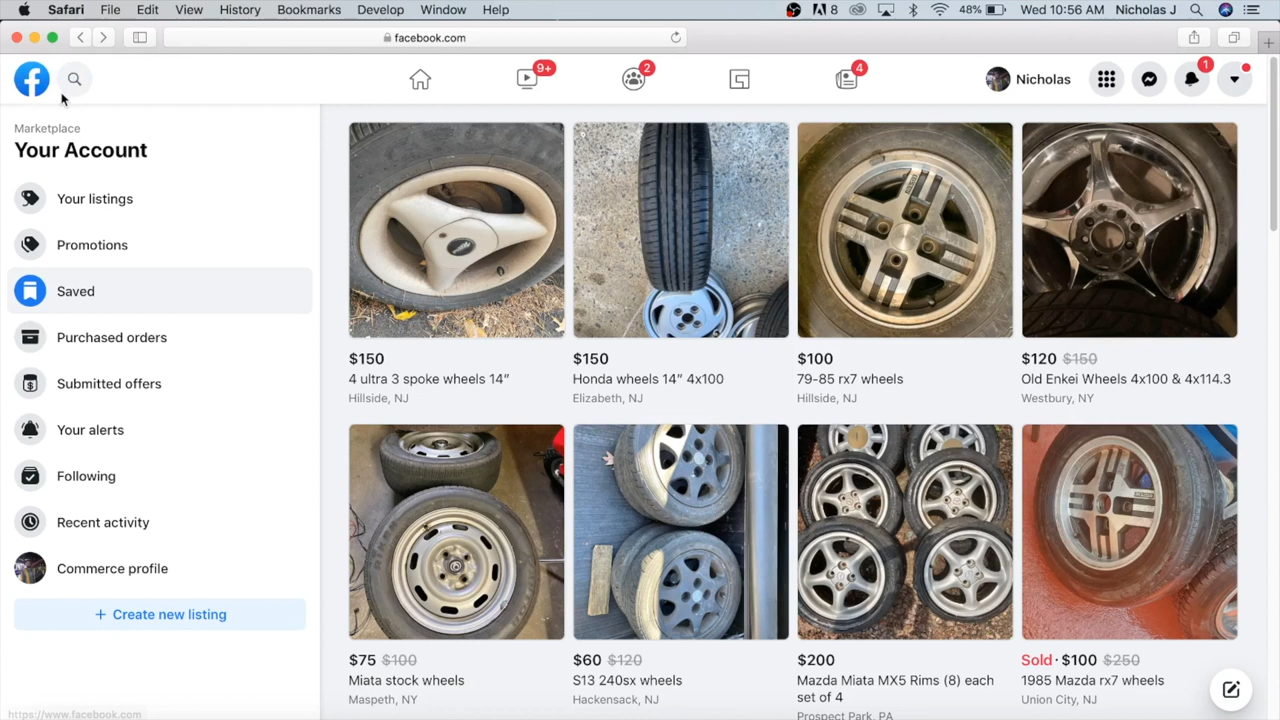 Safari File Edit View History Bookmarks Develop Window Help 8 48% Wed 10:56 AM Nicholas J
facebook.com
9+ 2 4 Nicholas 1
Marketplace
Your Account
Your listings
Promotions
Saved
Purchased orders
Submitted offers
Your alerts
Following
Recent activity
Commerce profile
+ Create new listing
$150
4 ultra 3 spoke wheels 14”
Hillside, NJ
$150
Honda wheels 14” 4x100
Elizabeth, NJ
$100
79-85 rx7 wheels
Hillside, NJ
$120 $150
Old Enkei Wheels 4x100 & 4x114.3
Westbury, NY
$75 $100
Miata stock wheels
Maspeth, NY
$60 $120
S13 240sx wheels
Hackensack, NJ
$200
Mazda Miata MX5 Rims (8) each
set of 4
Prospect Park, PA
Sold · $100 $250
1985 Mazda rx7 wheels
Union City, NJ
https://www.facebook.com